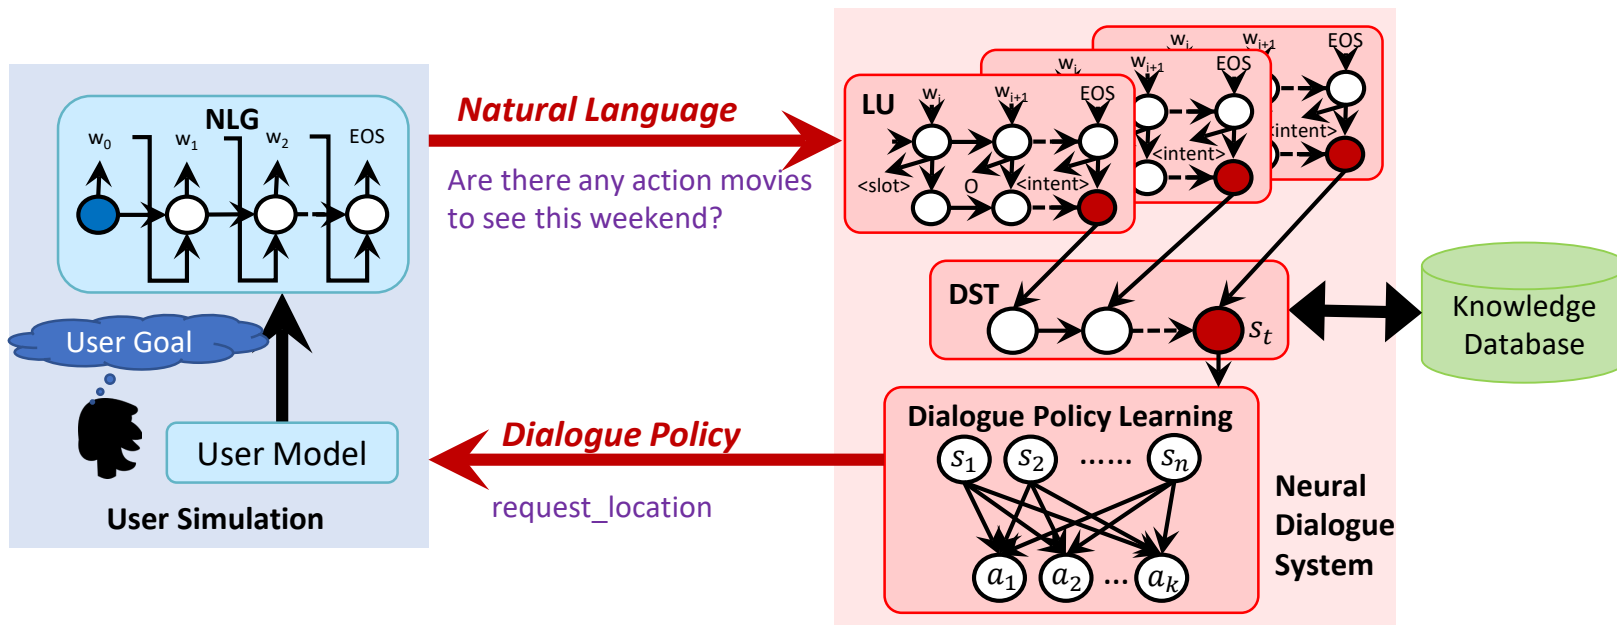 NLG
w0 w1 w2 EOS
User Goal
User Model
User Simulation
Natural Language
Are there any action movies
to see this weekend?
Dialogue Policy
request_location
LU
wi wi+1 EOS
<slot> O <intent>
wi wi+1 EOS
<intent>
wi wi+1 EOS
<intent>
DST
st
Knowledge
Database
Dialogue Policy Learning
s1 s2 ...... sn
a1 a2 ... ak
Neural
Dialogue
System